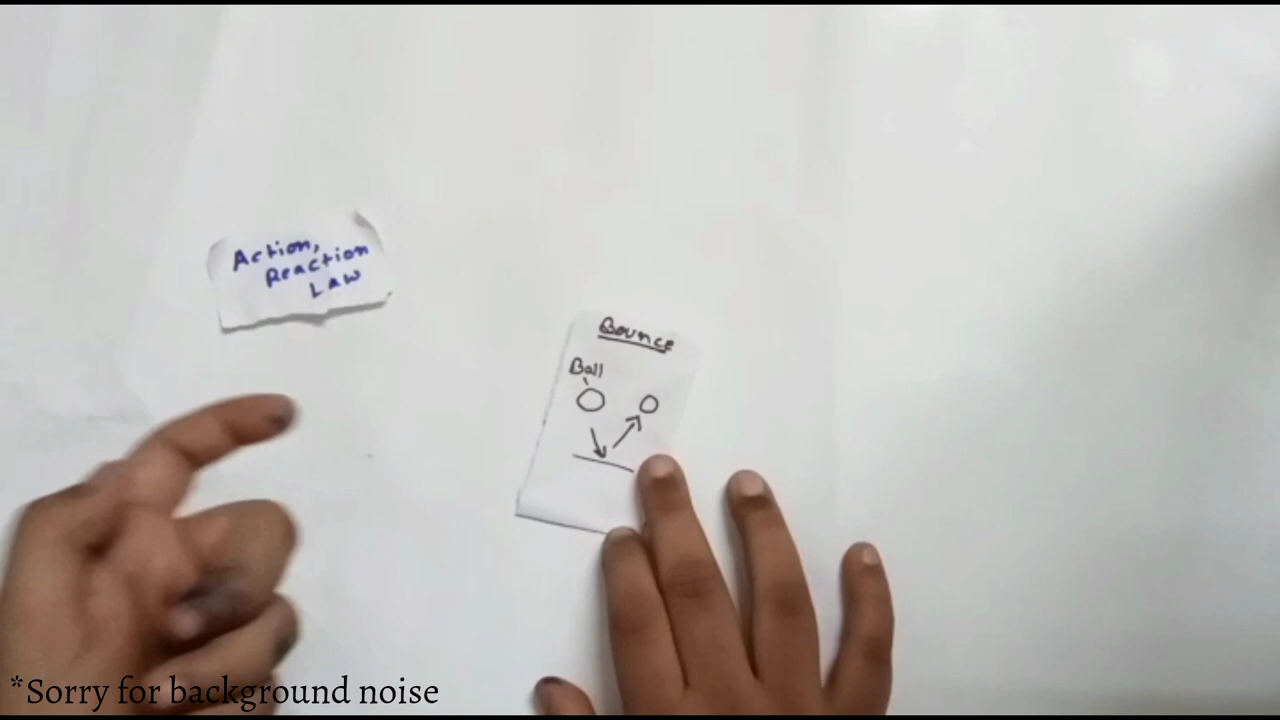 Action,
Reaction
Law
Bounce
Ball
*Sorry for background noise